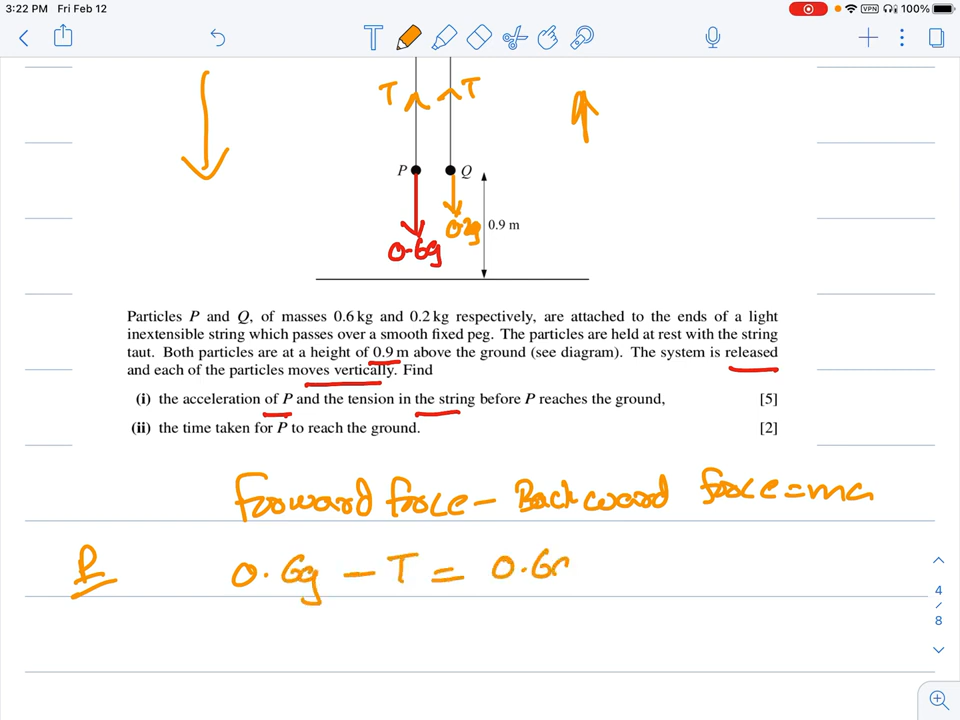 3:22 PM Fri Feb 12
VPN 100%
T
T T
P Q
0.2g 0.9 m
0.6g
Particles P and Q, of masses 0.6 kg and 0.2 kg respectively, are attached to the ends of a light
inextensible string which passes over a smooth fixed peg. The particles are held at rest with the string
taut. Both particles are at a height of 0.9 m above the ground (see diagram). The system is released
and each of the particles moves vertically. Find
(i) the acceleration of P and the tension in the string before P reaches the ground, [5]
(ii) the time taken for P to reach the ground. [2]
Forward force – Backward force = ma
P 0.6g – T = 0.6a
4
/
8